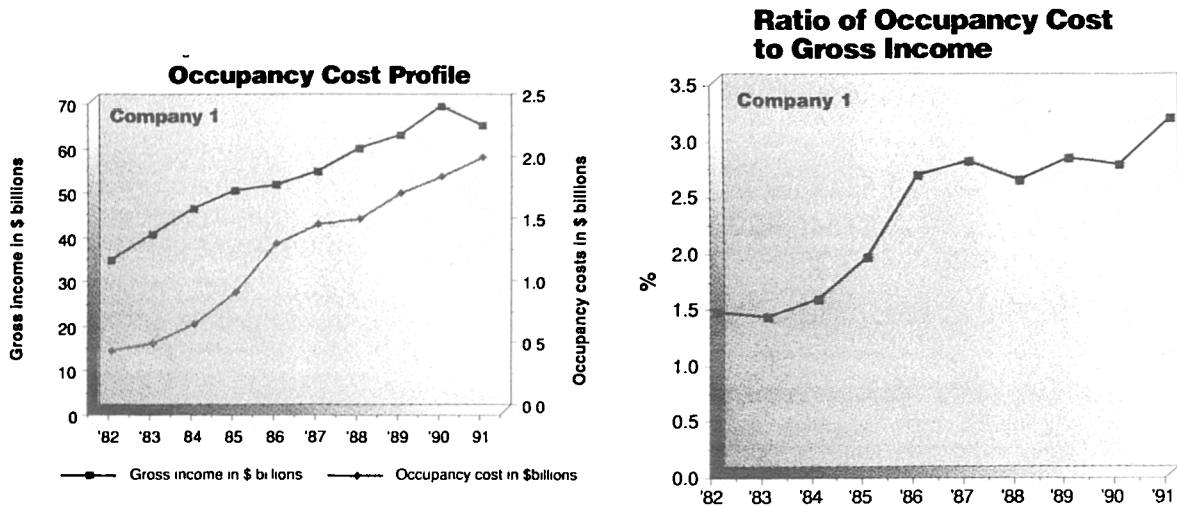 Occupancy Cost Profile
Company 1
70
60
50
40
30
20
10
0
Gross income in $ billlions
2.5
2.0
1.5
1.0
0 5
0 0
Occupancy costs in $ billions
'82 '83 '84 85 86 '87 '88 '89 '90 91
Gross income in $ billions Occupancy cost in $billions
Ratio of Occupancy Cost
to Gross Income
Company 1
3.5
3.0
2.5
2.0
1.5
1.0
0.5
0.0
%
'82 '83 '84 '85 '86 '87 '88 '89 '90 '91